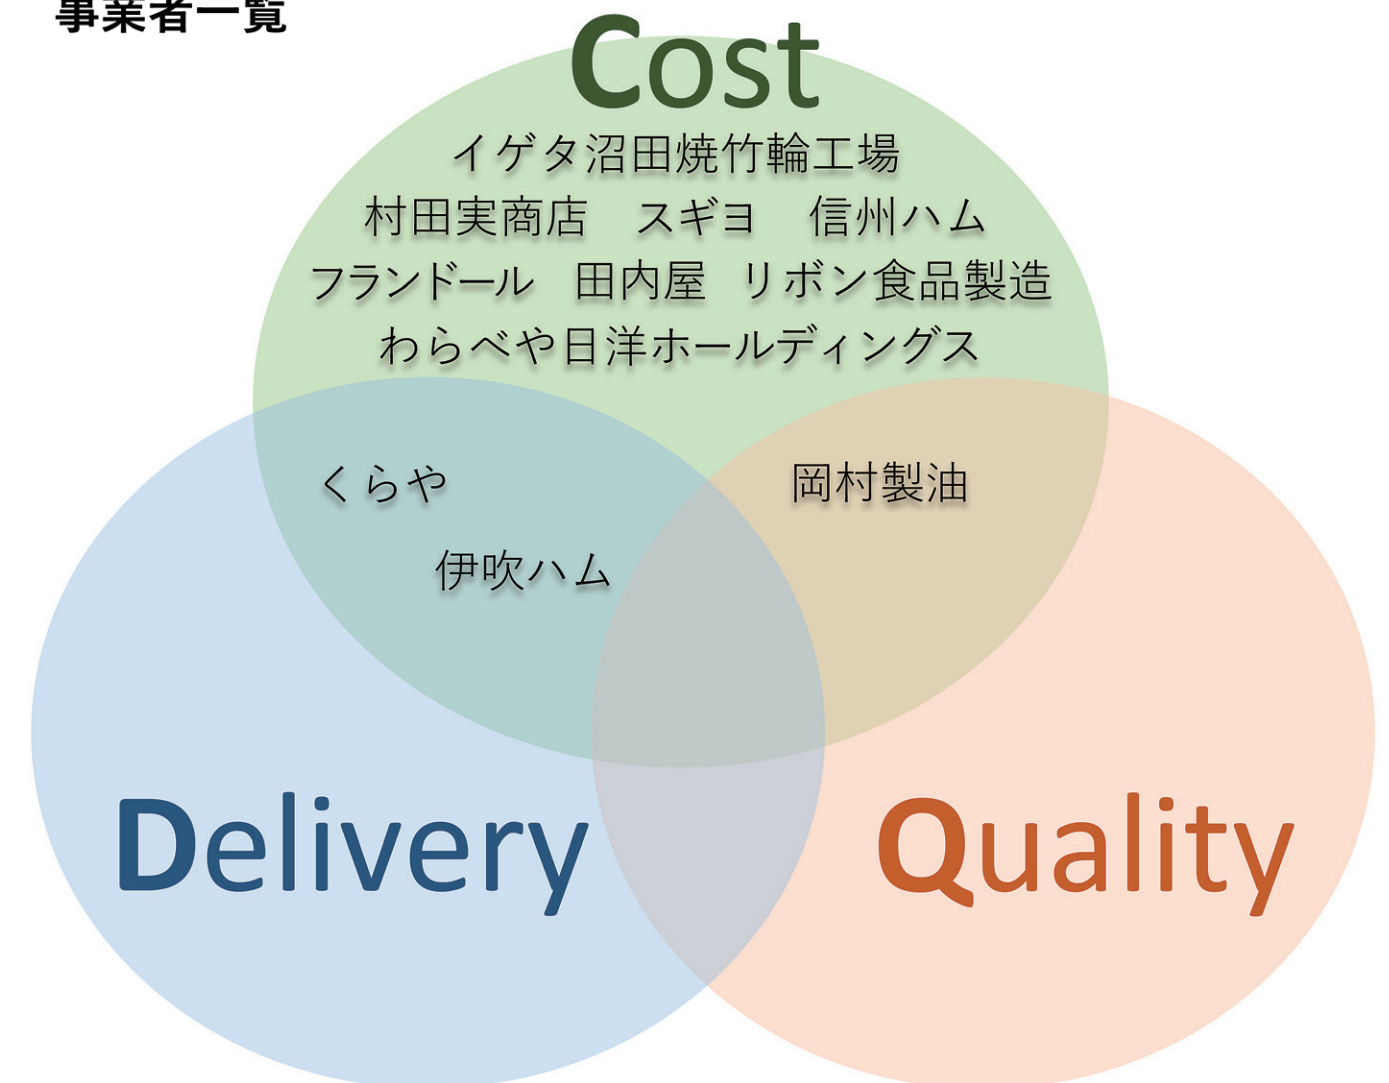 事業者一覧
Cost
イゲタ沼田焼竹輪工場
村田実商店　スギヨ　信州ハム
フランドール　田内屋　リボン食品製造
わらべや日洋ホールディングス
くらや　岡村製油
伊吹ハム
Delivery　Quality